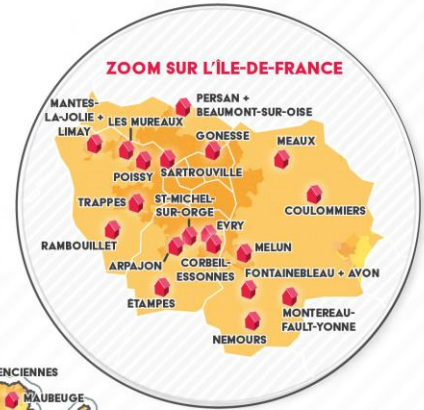 ZOOM SUR L'ÎLE-DE-FRANCE
MANTES-
LA-JOLIE +
LIMAY
LES MUREAUX
PERSAN +
BEAUMONT-SUR-OISE
GONESSE
MEAUX
POISSY
SARTROUVILLE
TRAPPES
ST-MICHEL-
SUR-ORGE
COULOMMIERS
ÉVRY
RAMBOUILLET
MELUN
ARPAJON
CORBEIL-
ESSONNES
FONTAINEBLEAU + AVON
ÉTAMPES
MONTEREAU-
FAULT-YONNE
NEMOURS
ENCIENNES
MAUBEUGE